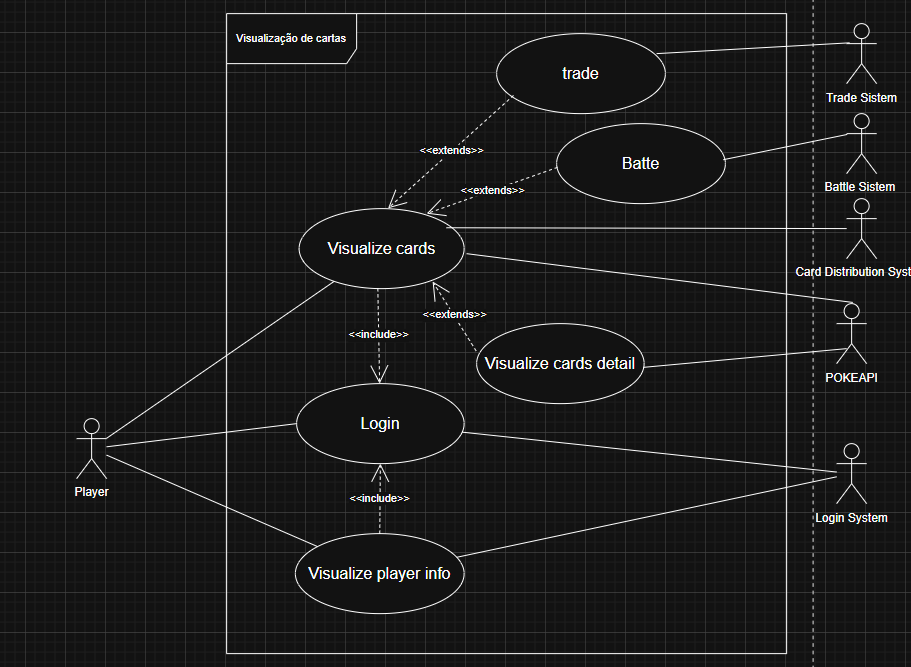 Visualização de cartas
trade
Trade Sistem
<<extends>>
Batte
Battle Sistem
<<extends>>
Visualize cards
Card Distribution Syst
<<extends>>
<<include>>
Visualize cards detail
POKEAPI
Login
Player
<<include>>
Login System
Visualize player info